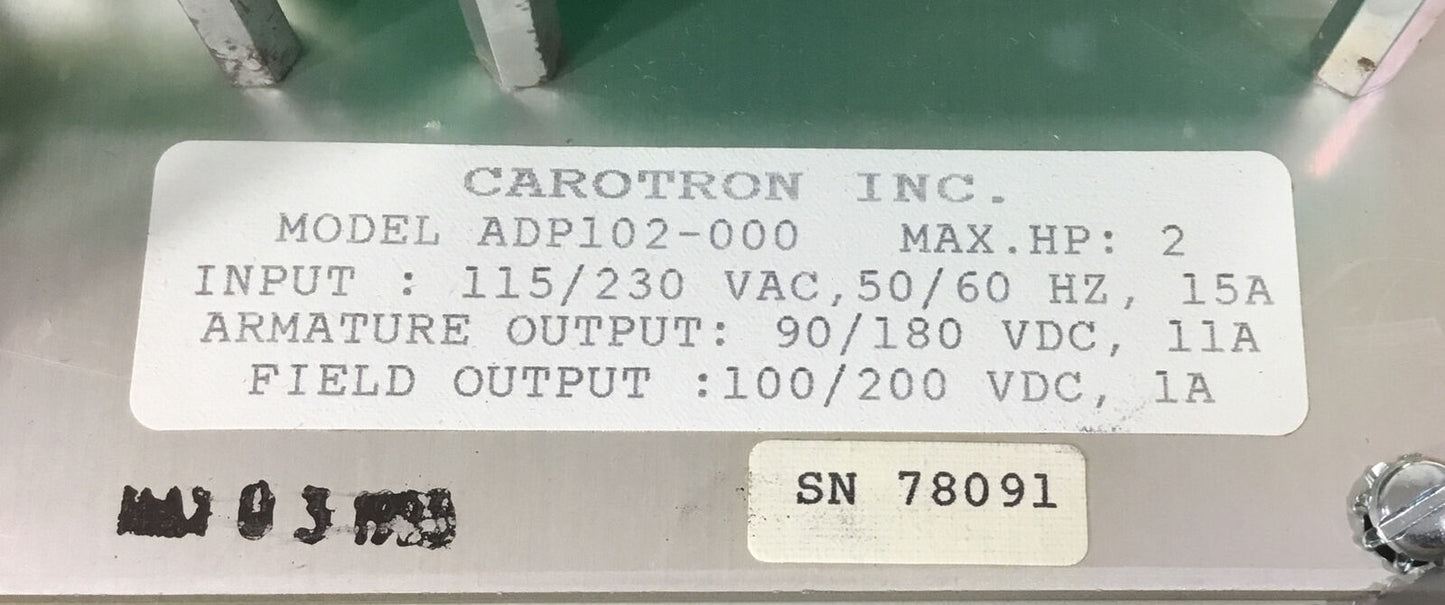 CAROTRON INC.
MODEL ADP102-000 MAX.HP: 2
INPUT : 115/230 VAC,50/60 HZ, 15A
ARMATURE OUTPUT: 90/180 VDC, 11A
FIELD OUTPUT :100/200 VDC, 1A
SN 78091
03